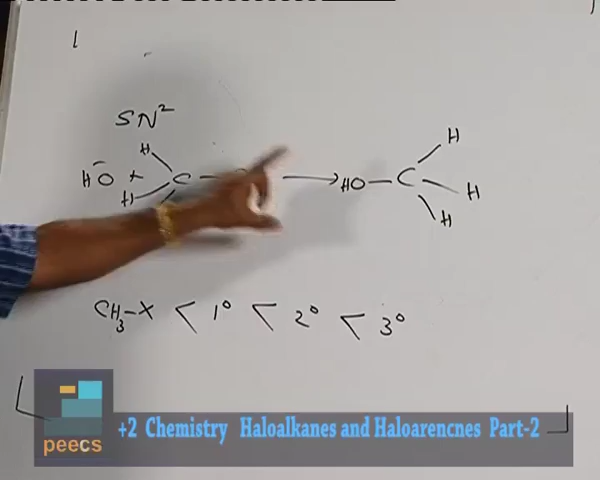 SN²
H
HO⁻ + H C — → HO — C H H H
CH₃-X < 1° < 2° < 3°
peecs
+2 Chemistry Haloalkanes and Haloarencnes Part-2